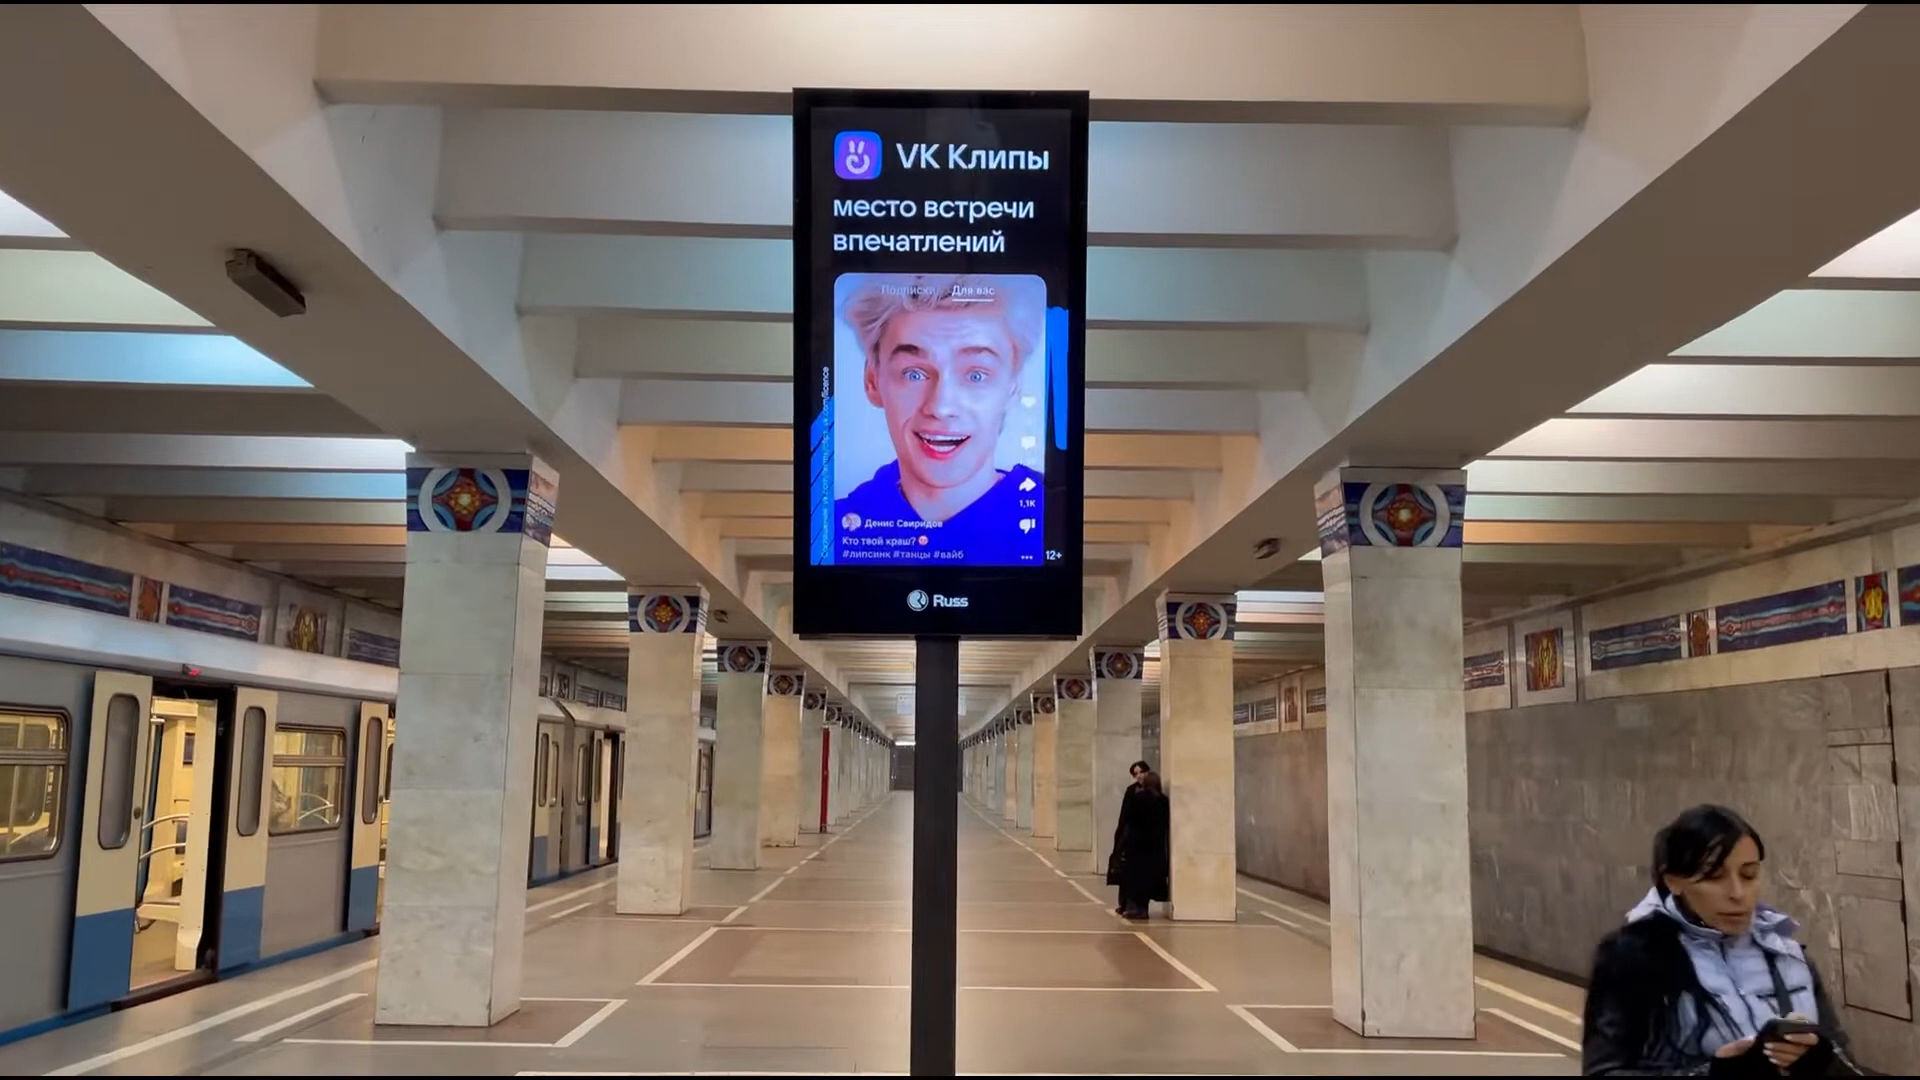 VK Клипы
место встречи
впечатлений
Подписки Для вас
1,1K
Денис Свиридов
Кто твой краш?
#липсинк #танцы #вайб
12+
Russ